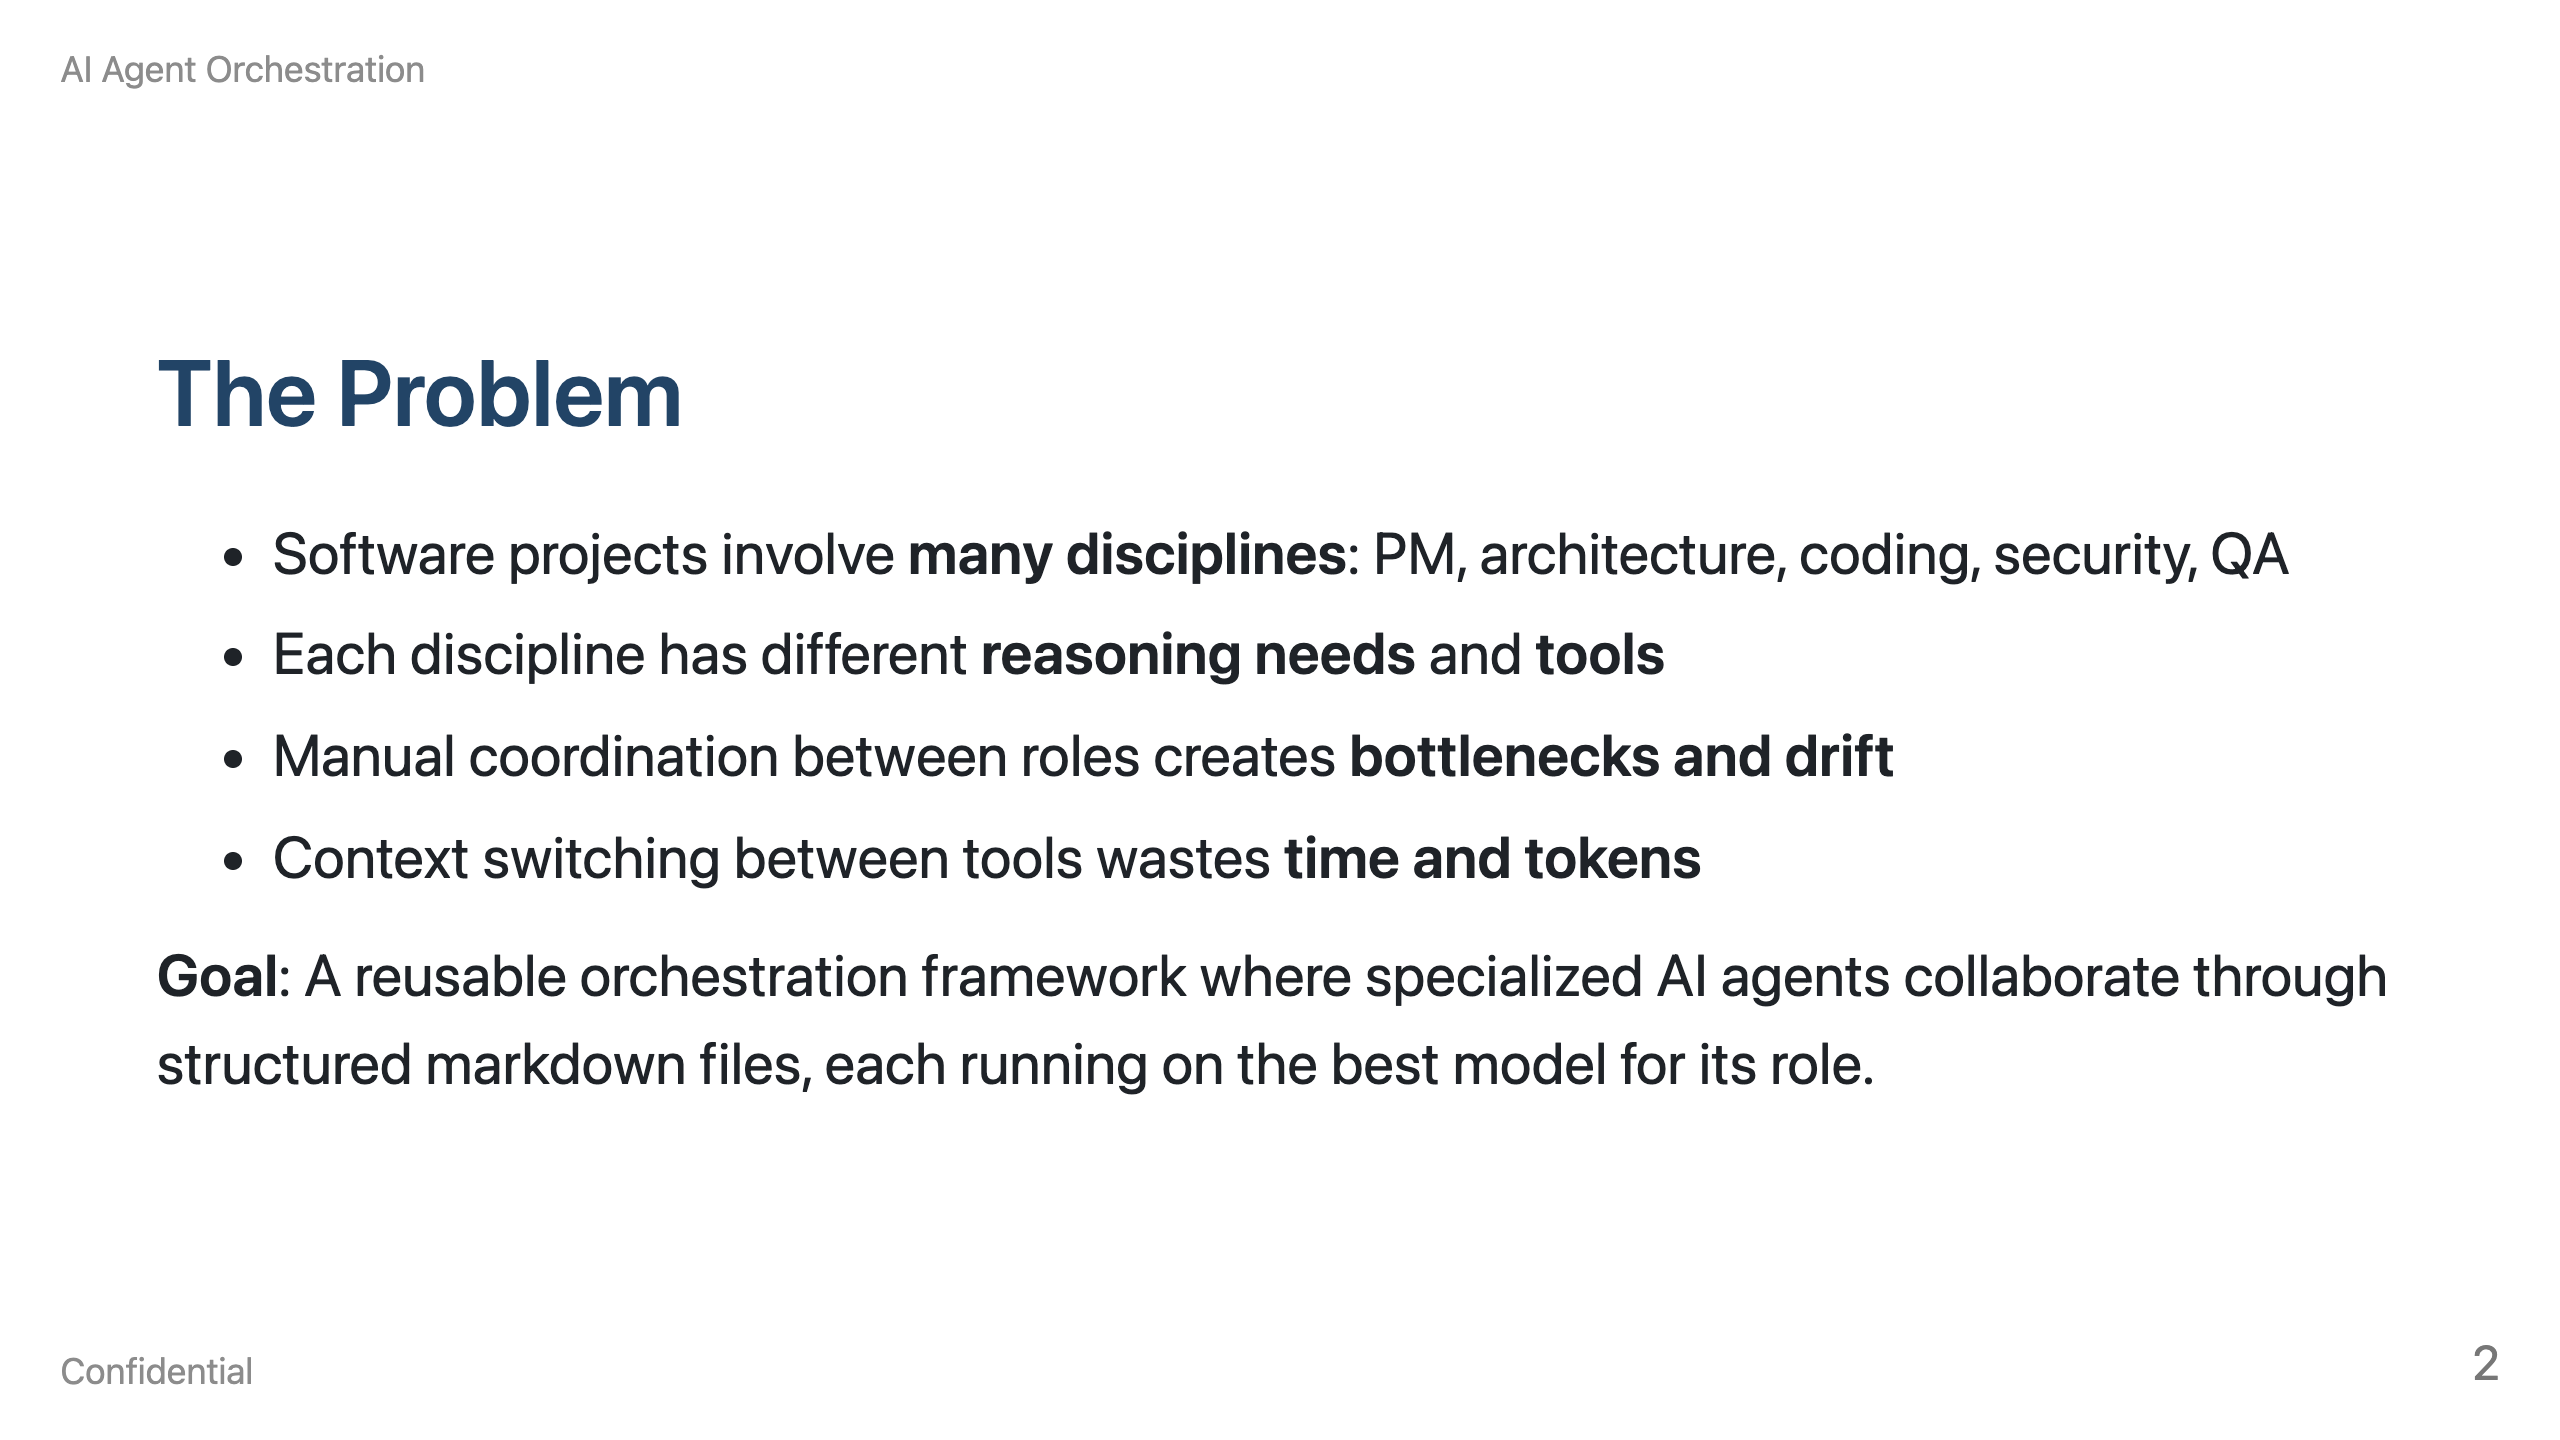 AI Agent Orchestration
The Problem
• Software projects involve many disciplines: PM, architecture, coding, security, QA
• Each discipline has different reasoning needs and tools
• Manual coordination between roles creates bottlenecks and drift
• Context switching between tools wastes time and tokens
Goal: A reusable orchestration framework where specialized AI agents collaborate through
structured markdown files, each running on the best model for its role.
Confidential
2